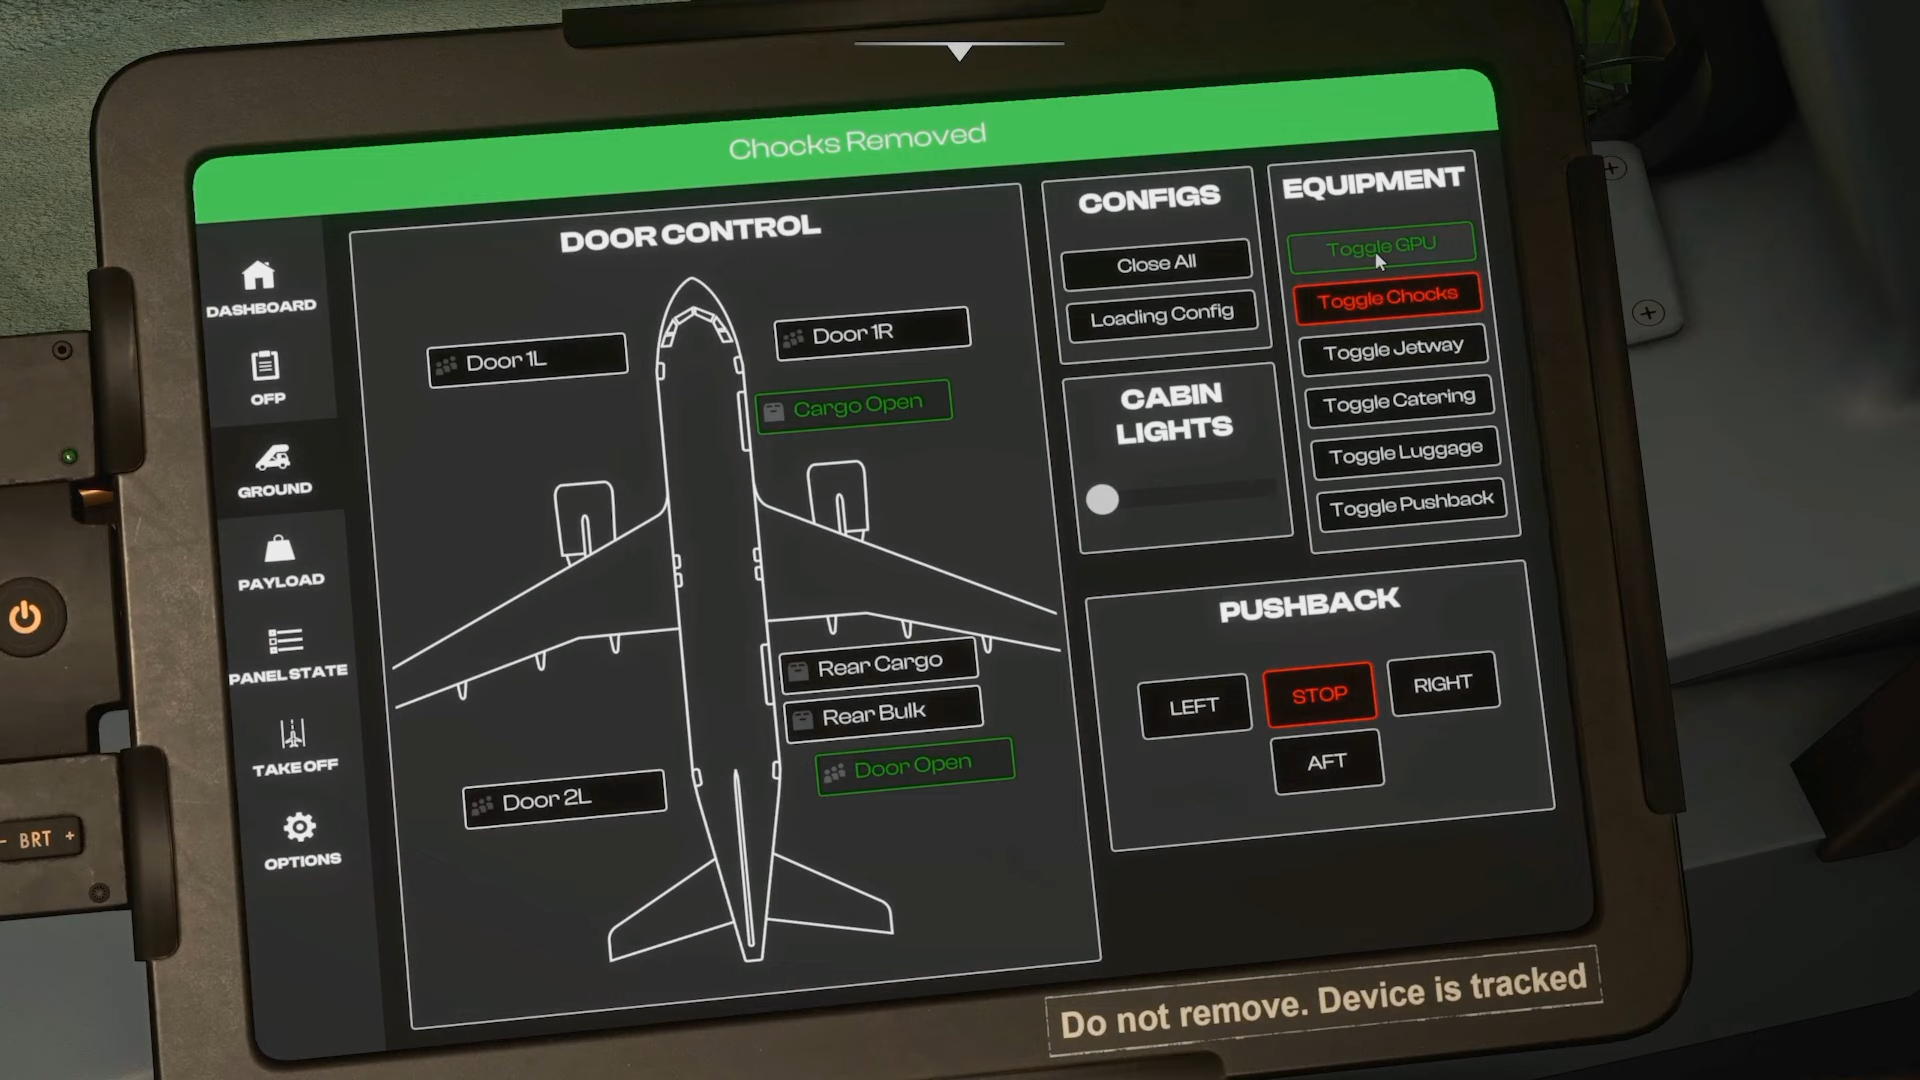 Chocks Removed
DASHBOARD
OFP
GROUND
PAYLOAD
PANEL STATE
TAKE OFF
OPTIONS
DOOR CONTROL
Door 1L
Door 1R
Cargo Open
Rear Cargo
Rear Bulk
Door Open
Door 2L
CONFIGS
Close All
Loading Config
CABIN
LIGHTS
EQUIPMENT
Toggle GPU
Toggle Chocks
Toggle Jetway
Toggle Catering
Toggle Luggage
Toggle Pushback
PUSHBACK
LEFT
STOP
RIGHT
AFT
- BRT +
Do not remove. Device is tracked